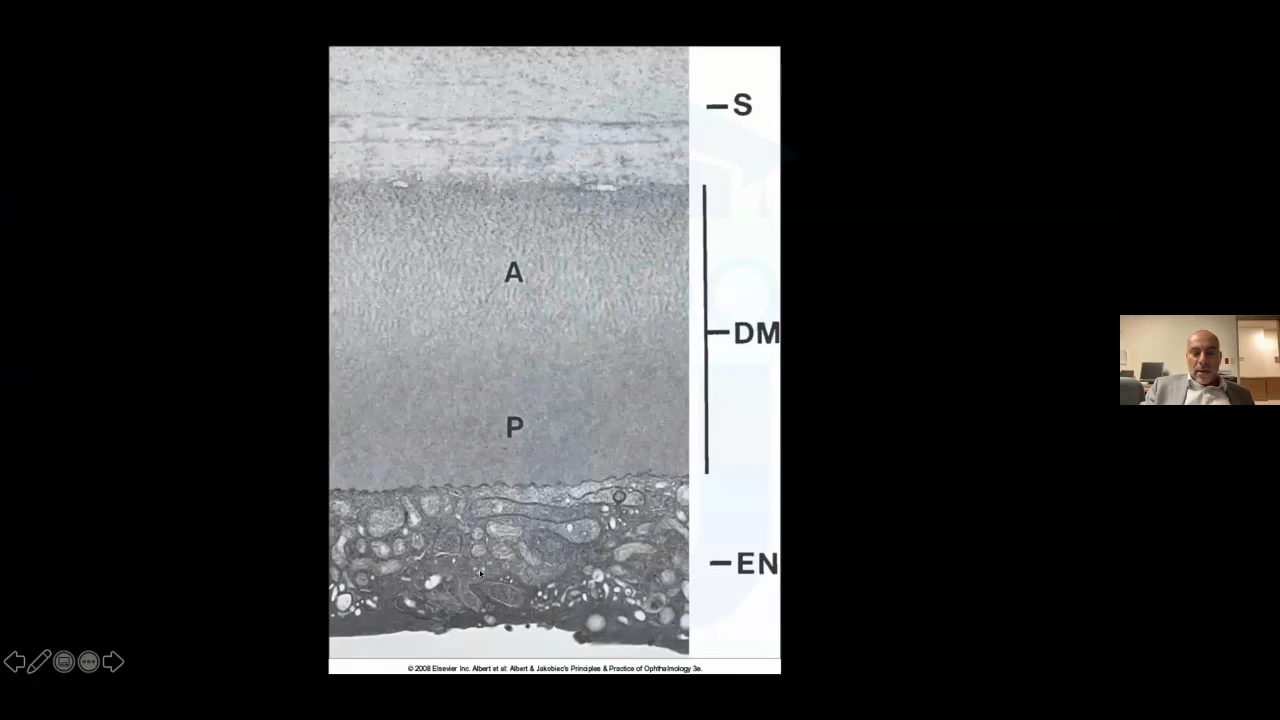 S
A
DM
P
EN
© 2008 Elsevier Inc. Albert et al: Albert & Jakobiec's Principles & Practice of Ophthalmology 3e.